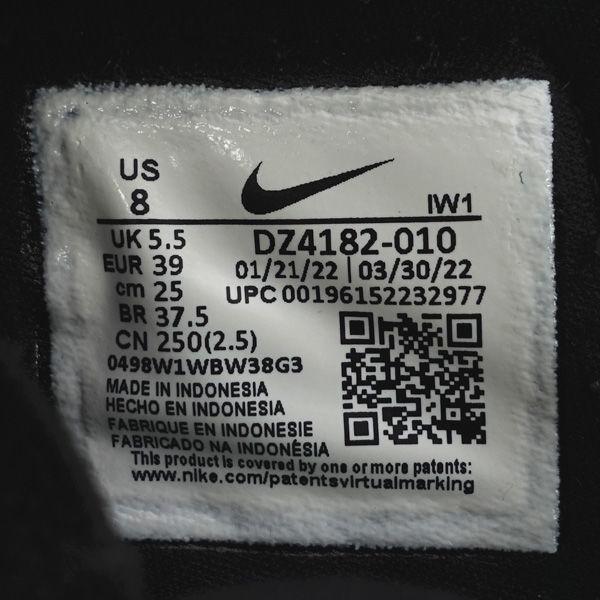 US
8
IW1
UK 5.5
EUR 39
cm 25
BR 37.5
CN 250(2.5)
DZ4182-010
01/21/22 | 03/30/22
UPC 00196152232977
0498W1WBW38G3
MADE IN INDONESIA
HECHO EN INDONESIA
FABRIQUE EN INDONESIE
FABRICADO NA INDONÉSIA
This product is covered by one or more patents:
www.nike.com/patentsvirtualmarking